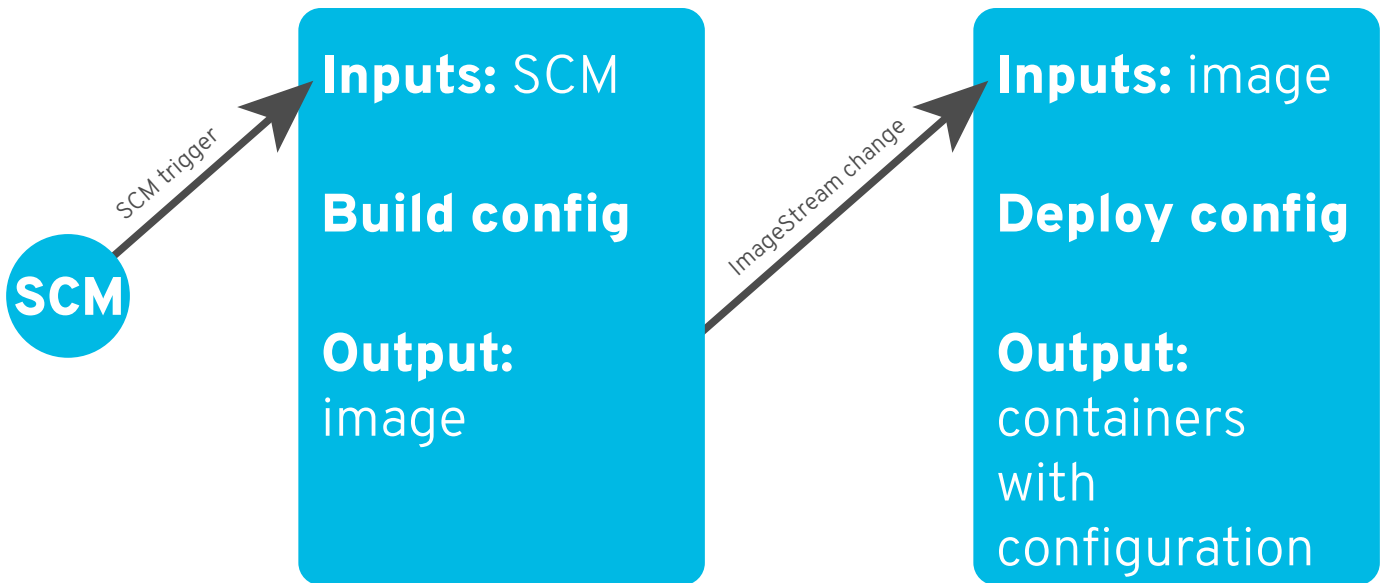 SCM
SCM trigger
Inputs: SCM
Build config
Output:
image
ImageStream change
Inputs: image
Deploy config
Output:
containers
with
configuration